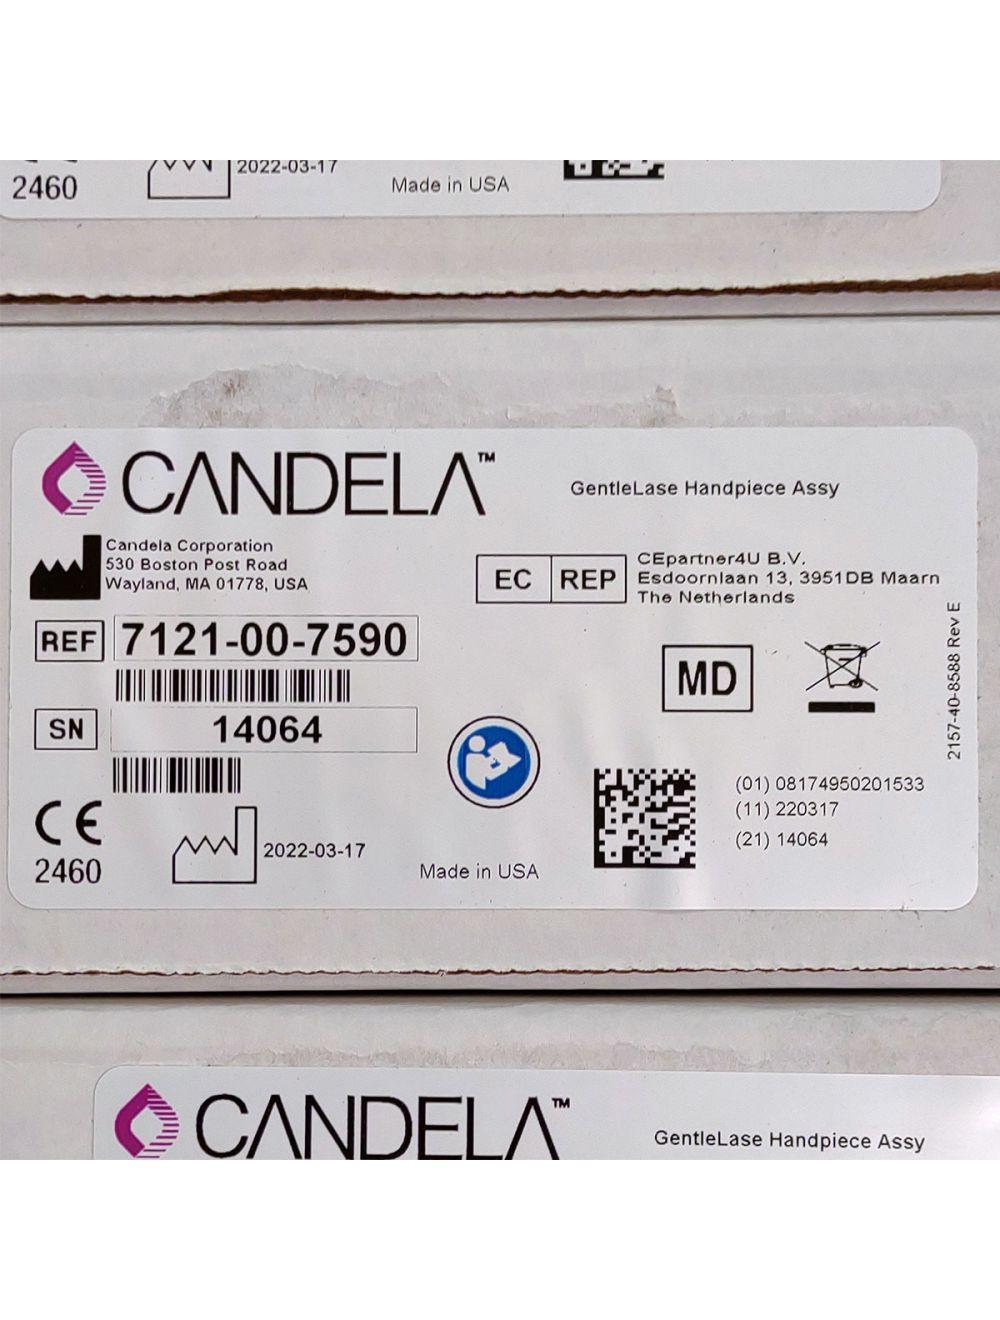 2460
2022-03-17
Made in USA
CANDELA™
GentleLase Handpiece Assy
Candela Corporation
530 Boston Post Road
Wayland, MA 01778, USA
EC REP
CEpartner4U B.V.
Esdoornlaan 13, 3951DB Maarn
The Netherlands
REF 7121-00-7590
MD
SN 14064
2157-40-8588 Rev E
(01) 08174950201533
(11) 220317
(21) 14064
CE
2460
2022-03-17
Made in USA
CANDELA™
GentleLase Handpiece Assy